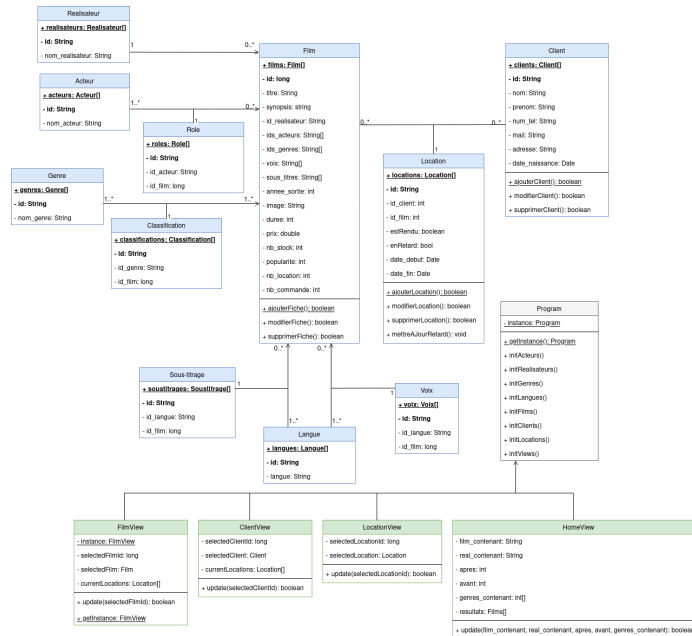 Realisateur
+ realisateurs: Realisateur[]
- id: String
- nom_realisateur: String
1
0..*
Acteur
+ acteurs: Acteur[]
- id: String
- nom_acteur: String
1..*
0..*
Role
1
+ roles: Role[]
- id: String
- id_acteur: String
- id_film: long
Genre
+ genres: Genre[]
- id: String
- nom_genre: String
1..*
1..*
Classification
1
+ classifications: Classification[]
- id: String
- id_genre: String
- id_film: long
Film
+ films: Film[]
- id: long
- titre: String
- synopsis: string
- id_realisateur: String
- ids_acteurs: String[]
- ids_genres: String[]
- voix: String[]
- sous_titres: String[]
- annee_sortie: int
- image: String
- duree: int
- prix: double
- nb_stock: int
- popularite: int
- nb_location: int
- nb_commande: int
+ ajouterFiche(): boolean
+ modifierFiche(): boolean
+ supprimerFiche(): boolean
0..*
0..*
0..*
0..*
Client
+ clients: Client[]
- id: String
- nom: String
- prenom: String
- num_tel: String
- mail: String
- adresse: String
- date_naissance: Date
+ ajouterClient(): boolean
+ modifierClient(): boolean
+ supprimerClient(): boolean
1
Location
+ locations: Location[]
- id: String
- id_client: int
- id_film: int
- estRendu: boolean
- enRetard: bool
- date_debut: Date
- date_fin: Date
+ ajouterLocation(): boolean
+ modifierLocation(): boolean
+ supprimerLocation(): boolean
+ mettreAJourRetard(): void
Program
- instance: Program
+ getInstance(): Program
+ initActeurs()
+ initRealisateurs()
+ initGenres()
+ initLangues()
+ initFilms()
+ initClients()
+ initLocations()
+ initViews()
Sous-titrage
+ soustitrages: Soustitrage[]
- id: String
- id_langue: String
- id_film: long
1
1
Voix
+ voix: Voix[]
- id: String
- id_langue: String
- id_film: long
1..*
1..*
Langue
+ langues: Langue[]
- id: String
- langue: String
FilmView
- instance: FilmView
- selectedFilmId: long
- selectedFilm: Film
- currentLocations: Location[]
+ update(selectedFilmId): boolean
+ getInstance: FilmView
ClientView
- selectedClientId: long
- selectedClient: Client
- currentLocations: Location[]
+ update(selectedClientId): boolean
LocationView
- selectedLocationId: long
- selectedLocation: Location
+ update(selectedLocationId): boolean
HomeView
- film_contenant: String
- real_contenant: String
- apres: int
- avant: int
- genres_contenant: int[]
- resultats: Films[]
+ update(film_contenant, real_contenant, apres, avant, genres_contenant): boolean